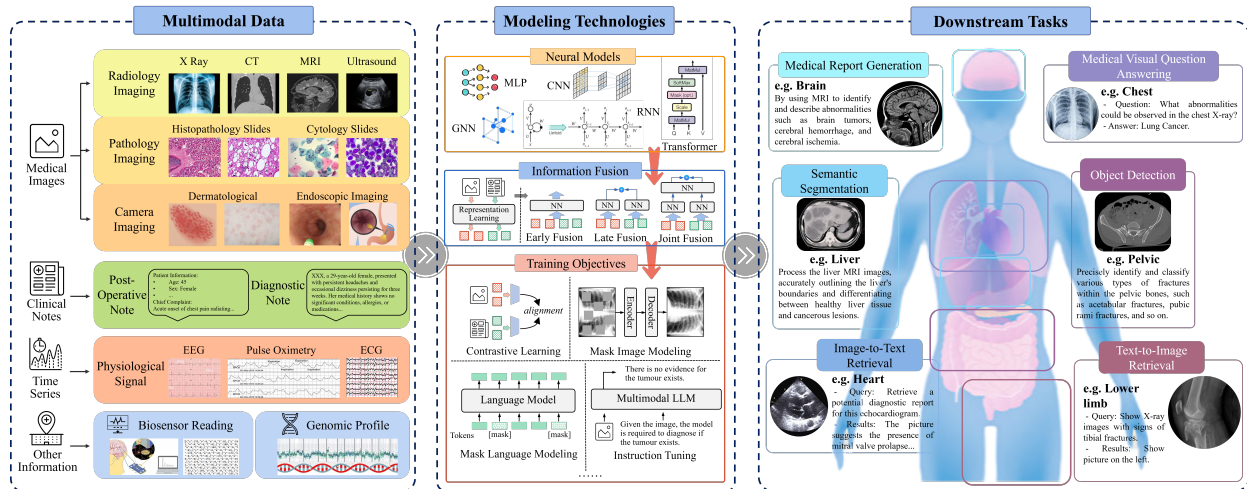 Multimodal Data
Medical Images
Radiology Imaging
X Ray
CT
MRI
Ultrasound
Pathology Imaging
Histopathology Slides
Cytology Slides
Camera Imaging
Dermatological
Endoscopic Imaging
Clinical Notes
Post-Operative Note
Patient Information:
- Age: 45
- Sex: Female
...
Chief Complaint:
Acute onset of chest pain radiating...
Diagnostic Note
XXX, a 29-year-old female, presented
with persistent headaches and
occasional dizziness persisting for three
weeks. Her medical history shows no
significant conditions, allergies, or
medications...
Time Series
Physiological Signal
EEG
Pulse Oximetry
ECG
Other Information
Biosensor Reading
Genomic Profile
Modeling Technologies
Neural Models
MLP
CNN
GNN
Unfold
RNN
MatMul
SoftMax
Mask (opt.)
Scale
MatMul
Q K V
Transformer
Information Fusion
Representation Learning
NN
Early Fusion
NN NN
Late Fusion
NN
NN NN
Joint Fusion
Training Objectives
alignment
Contrastive Learning
Encoder
Decoder
Mask Image Modeling
Language Model
Tokens
[mask]
[mask]
Mask Language Modeling
There is no evidence for
the tumour exists.
Multimodal LLM
Given the image, the model
is required to diagnose if
the tumour exists.
Instruction Tuning
......
Downstream Tasks
Medical Report Generation
e.g. Brain
By using MRI to identify
and describe abnormalities
such as brain tumors,
cerebral hemorrhage, and
cerebral ischemia.
Medical Visual Question
Answering
e.g. Chest
- Question: What abnormalities
could be observed in the chest X-ray?
- Answer: Lung Cancer.
Semantic
Segmentation
e.g. Liver
Process the liver MRI images,
accurately outlining the liver's
boundaries and differentiating
between healthy liver tissue
and cancerous lesions.
Object Detection
e.g. Pelvic
Precisely identify and classify
various types of fractures
within the pelvic bones, such
as acetabular fractures, pubic
rami fractures, and so on.
Image-to-Text
Retrieval
e.g. Heart
- Query: Retrieve a
potential diagnostic report
for this echocardiogram.
- Results: The picture
suggests the presence of
mitral valve prolapse...
Text-to-Image
Retrieval
e.g. Lower
limb
- Query: Show X-ray
images with signs of
tibial fractures.
- Results: Show
picture on the left.